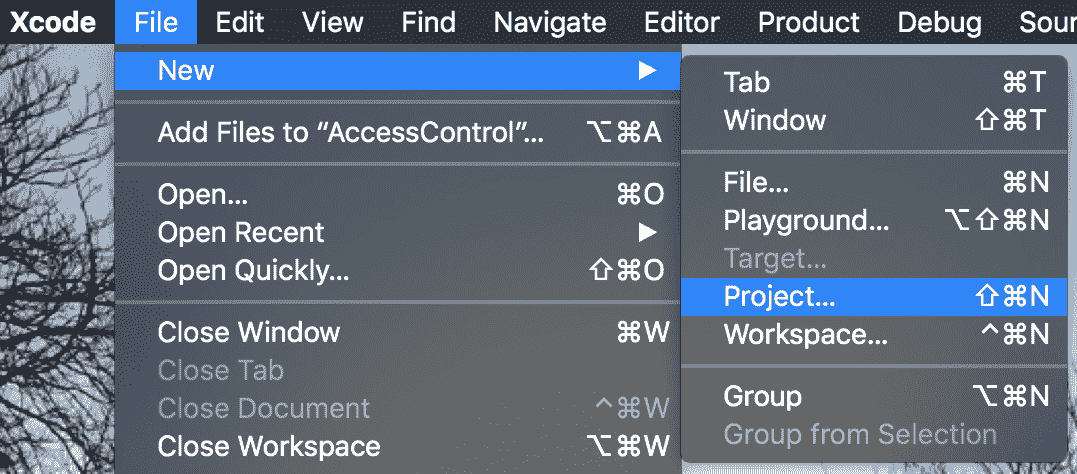 Xcode File Edit View Find Navigate Editor Product Debug Sour
New ▶
Add Files to “AccessControl”... ⌥⌘A
Open... ⌘O
Open Recent ▶
Open Quickly... ⇧⌘O
Close Window ⌘W
Close Tab
Close Document ^⌘W
Close Workspace ⌥⌘W
Tab ⌘T
Window ⇧⌘T
File... ⌘N
Playground... ⌥⇧⌘N
Target...
Project... ⇧⌘N
Workspace... ^⌘N
Group ⌥⌘N
Group from Selection